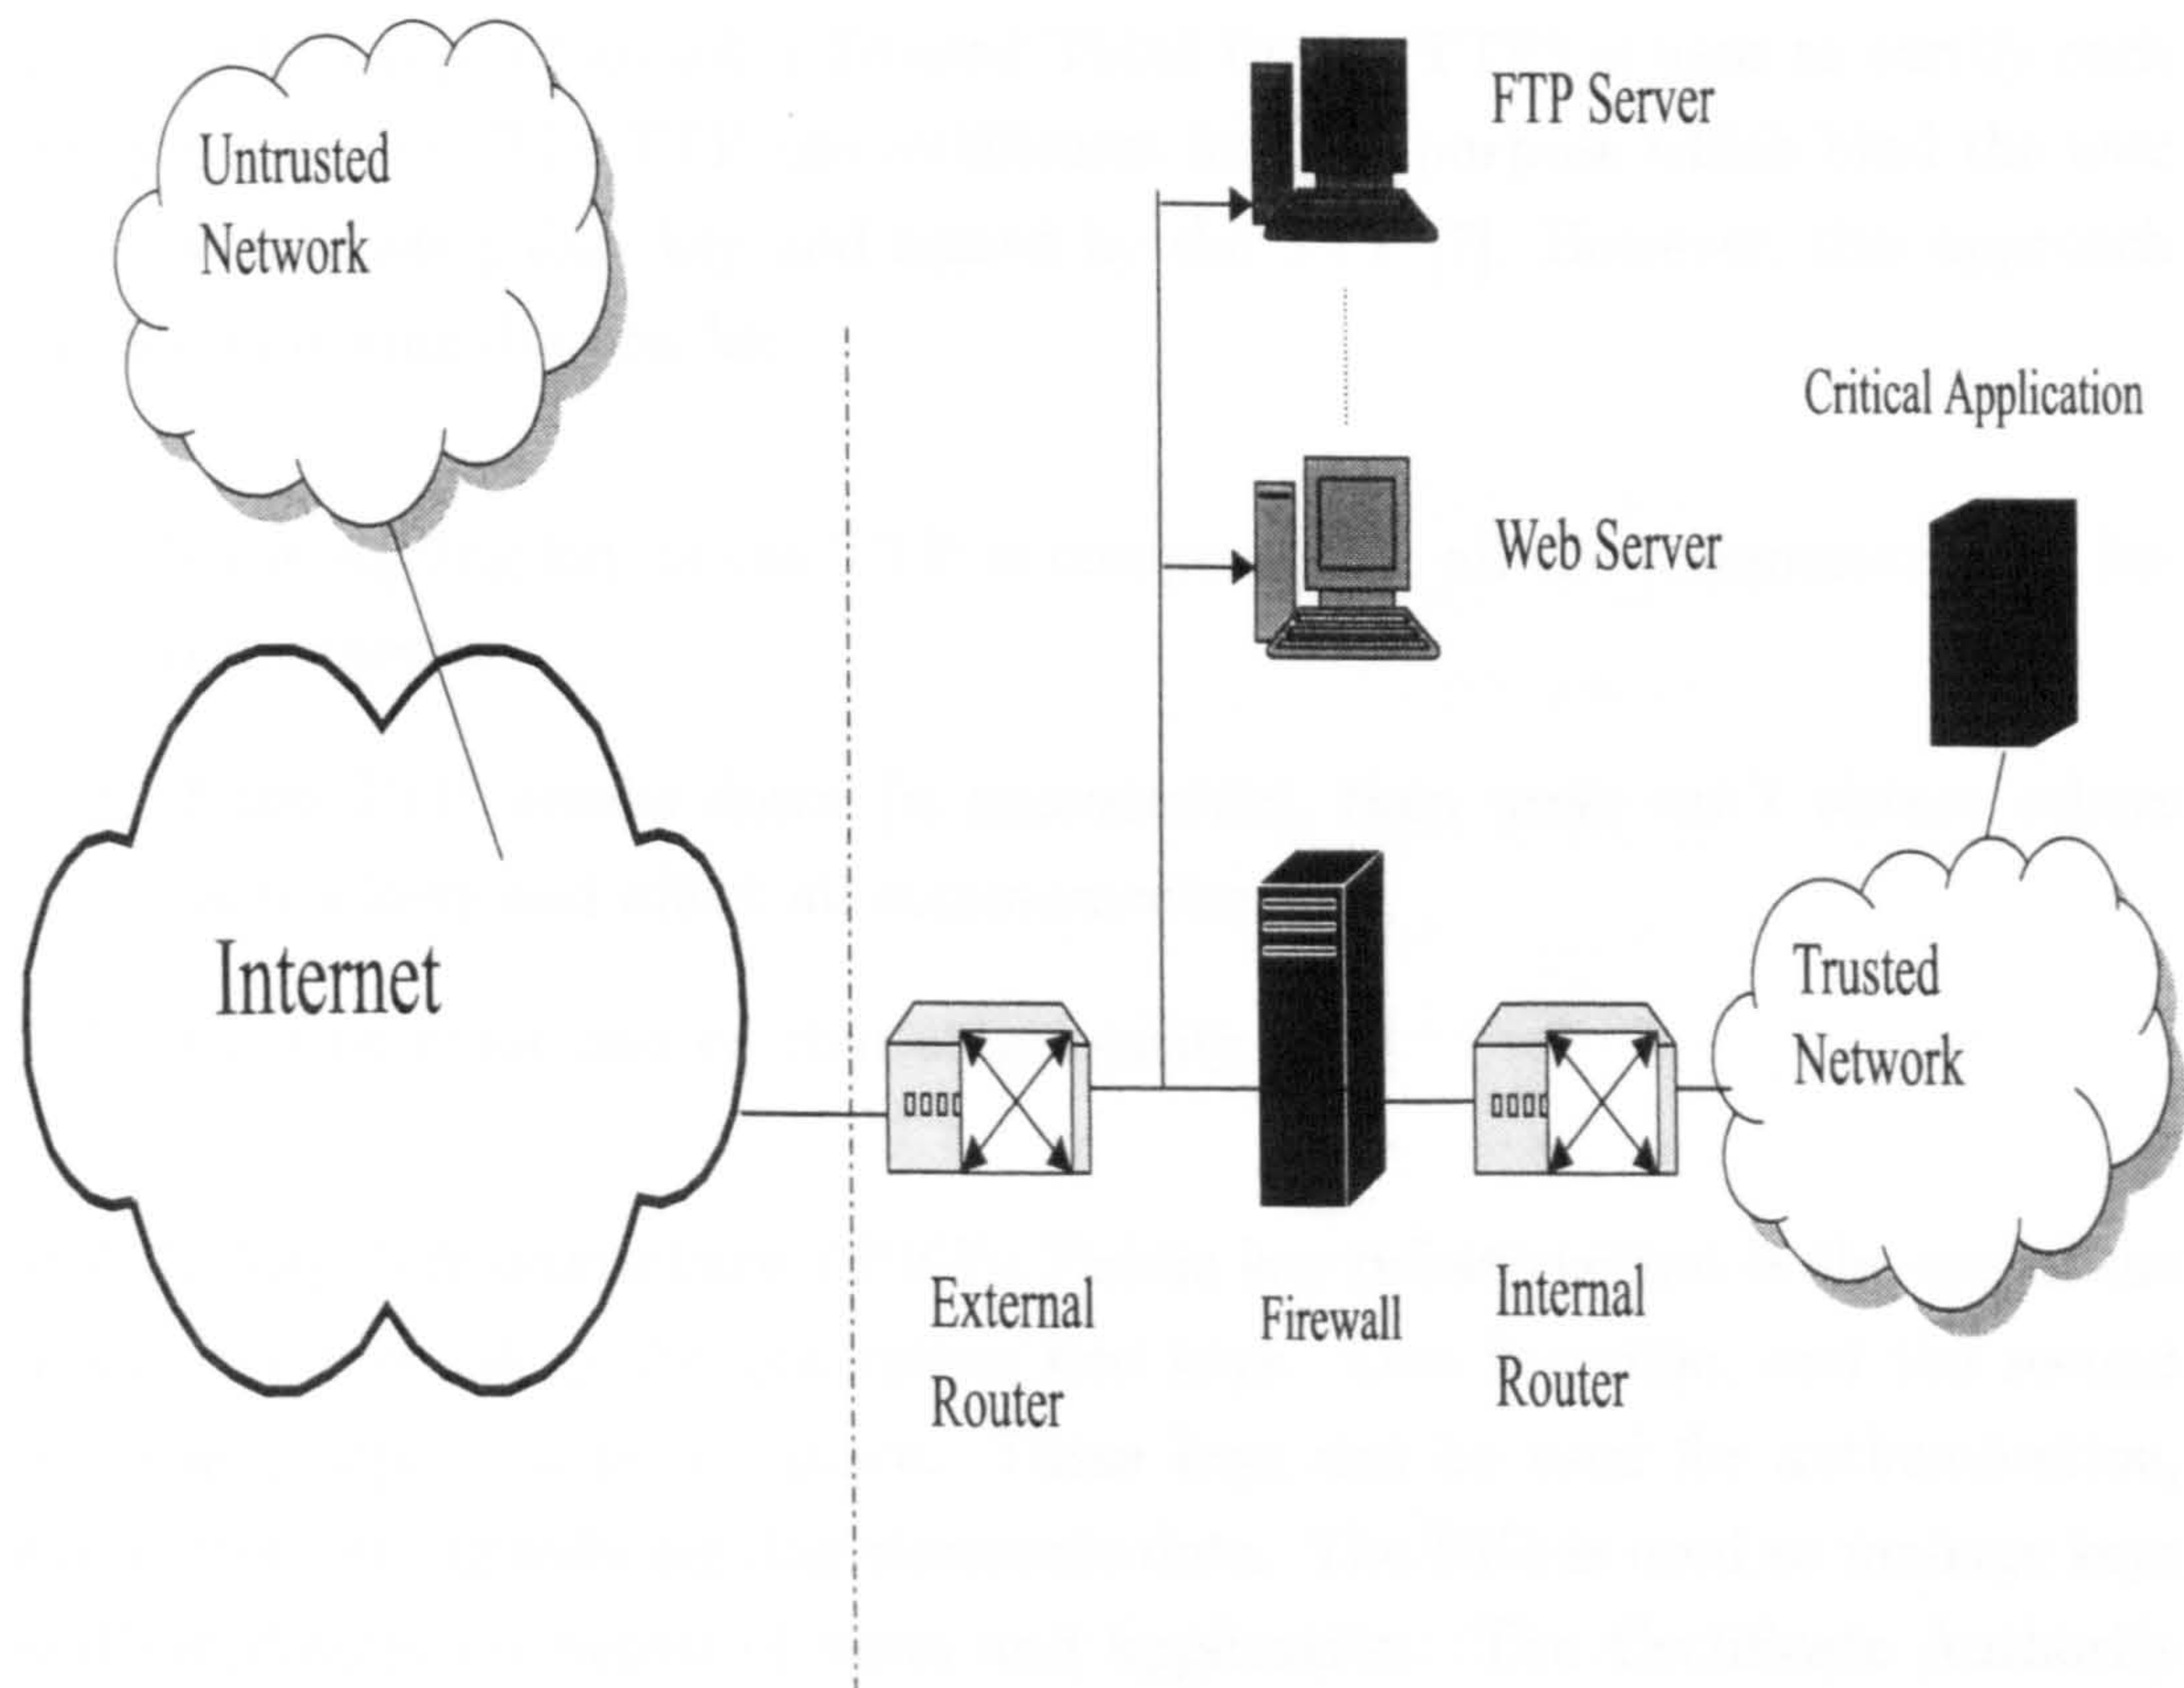 Untrusted
Network
FTP Server
Critical Application
Web Server
Internet
Trusted
Network
External
Router
Firewall
Internal
Router